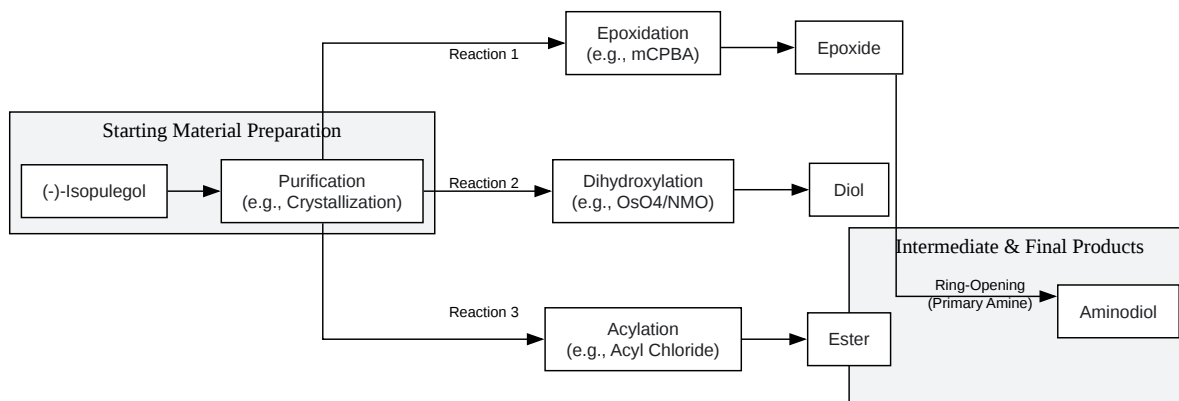 Epoxidation
(e.g., mCPBA)
Epoxide
Reaction 1
Starting Material Preparation
(-)-Isopulegol
Purification
(e.g., Crystallization)
Reaction 2
Dihydroxylation
(e.g., OsO4/NMO)
Diol
Intermediate & Final Products
Ring-Opening
(Primary Amine)
Aminodiol
Reaction 3
Acylation
(e.g., Acyl Chloride)
Ester